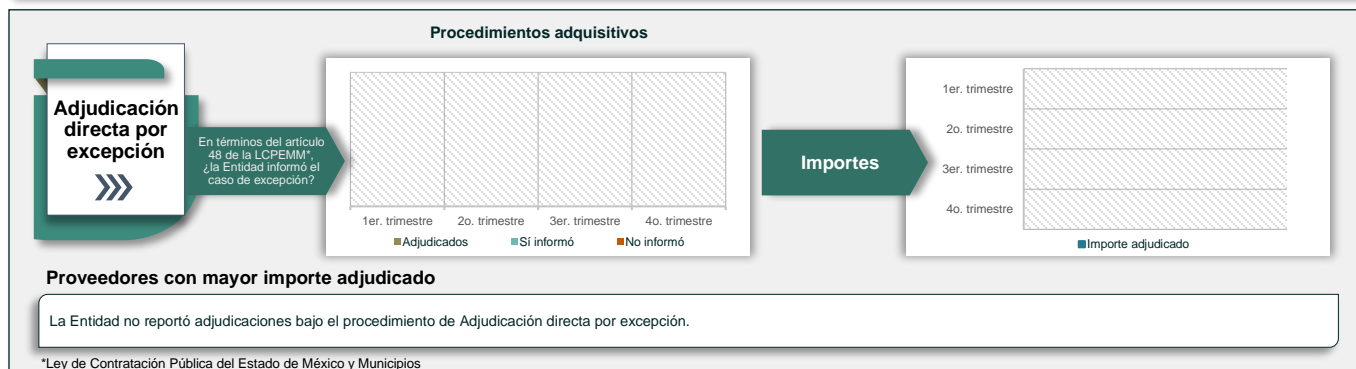 Procedimientos adquisitivos
Adjudicación
directa por
excepción
En términos del artículo
48 de la LCPEMM*,
¿la Entidad informó el
caso de excepción?
1er. trimestre
2o. trimestre
3er. trimestre
4o. trimestre
Adjudicados
Sí informó
No informó
Importes
1er. trimestre
2o. trimestre
3er. trimestre
4o. trimestre
Importe adjudicado
Proveedores con mayor importe adjudicado
La Entidad no reportó adjudicaciones bajo el procedimiento de Adjudicación directa por excepción.
*Ley de Contratación Pública del Estado de México y Municipios